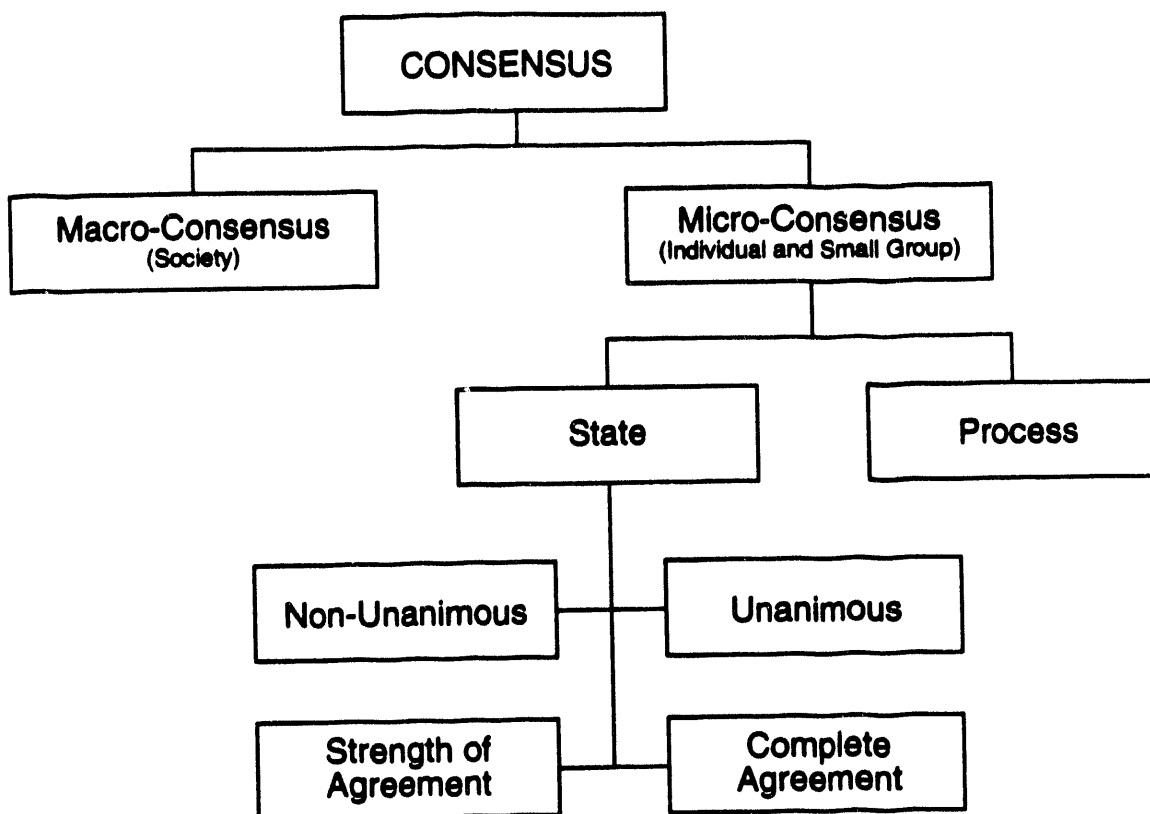 CONSENSUS
Macro-Consensus
(Society)
Micro-Consensus
(Individual and Small Group)
State
Process
Non-Unanimous
Unanimous
Strength of
Agreement
Complete
Agreement